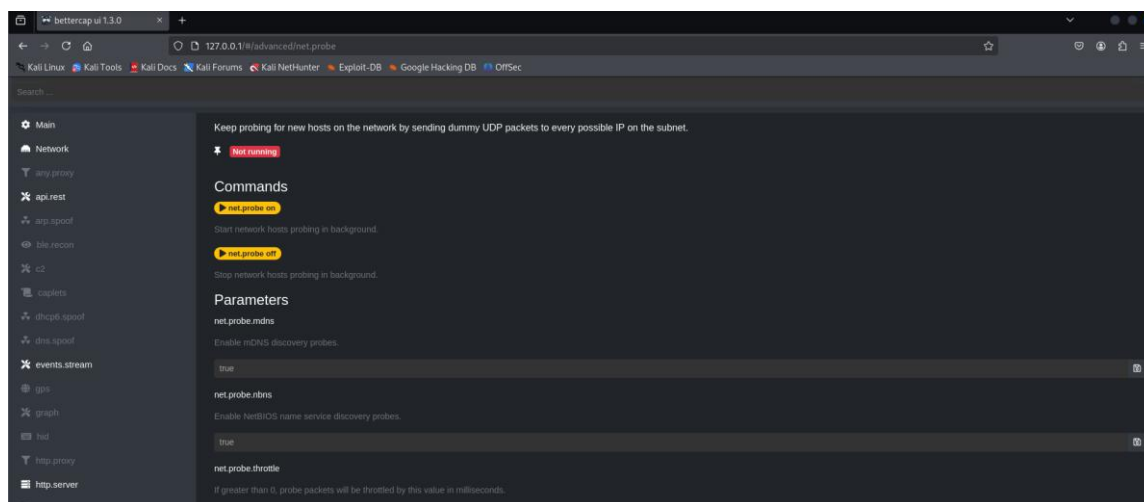 bettercap ui 1.3.0
127.0.0.1/#/advanced/net.probe
Kali Linux Kali Tools Kali Docs Kali Forums Kali NetHunter Exploit-DB Google Hacking DB OffSec
Search ...
Main
Network
any.proxy
api.rest
arp.spoof
ble.recon
c2
caplets
dhcp6.spoof
dns.spoof
events.stream
gps
graph
hid
http.proxy
http.server
Keep probing for new hosts on the network by sending dummy UDP packets to every possible IP on the subnet.
Not running
Commands
net.probe on
Start network hosts probing in background.
net.probe off
Stop network hosts probing in background.
Parameters
net.probe.mdns
Enable mDNS discovery probes.
true
net.probe.nbns
Enable NetBIOS name service discovery probes.
true
net.probe.throttle
If greater than 0, probe packets will be throttled by this value in milliseconds.